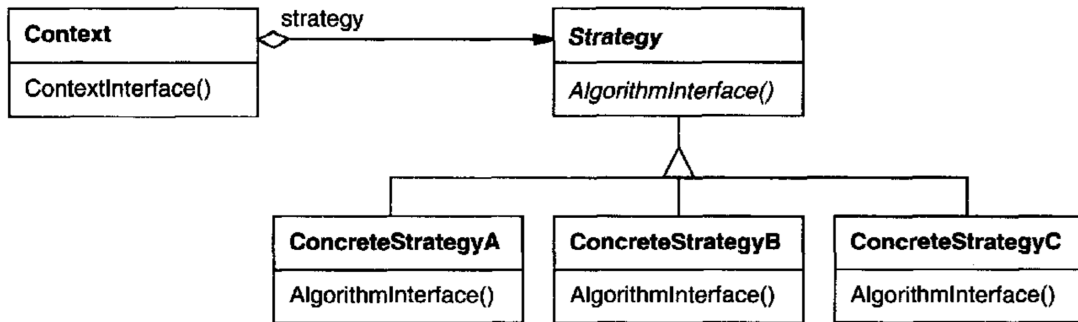 strategy
Context
Strategy
ContextInterface()
AlgorithmInterface()
ConcreteStrategyA
ConcreteStrategyB
ConcreteStrategyC
AlgorithmInterface()
AlgorithmInterface()
AlgorithmInterface()